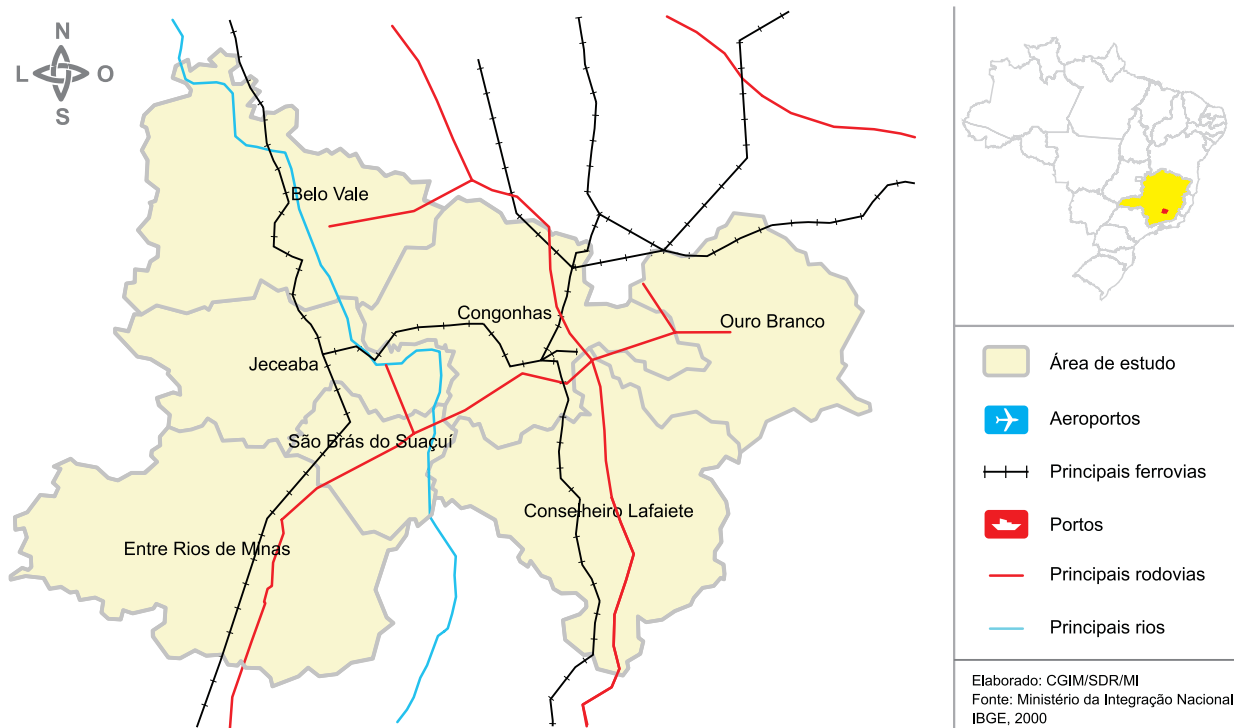 N
L
O
S
Belo Vale
Congonhas
Ouro Branco
Jeceaba
São Brás do Suaçuí
Conselheiro Lafaiete
Entre Rios de Minas
Área de estudo
Aeroportos
Principais ferrovias
Portos
Principais rodovias
Principais rios
Elaborado: CGIM/SDR/MI
Fonte: Ministério da Integração Nacional
IBGE, 2000